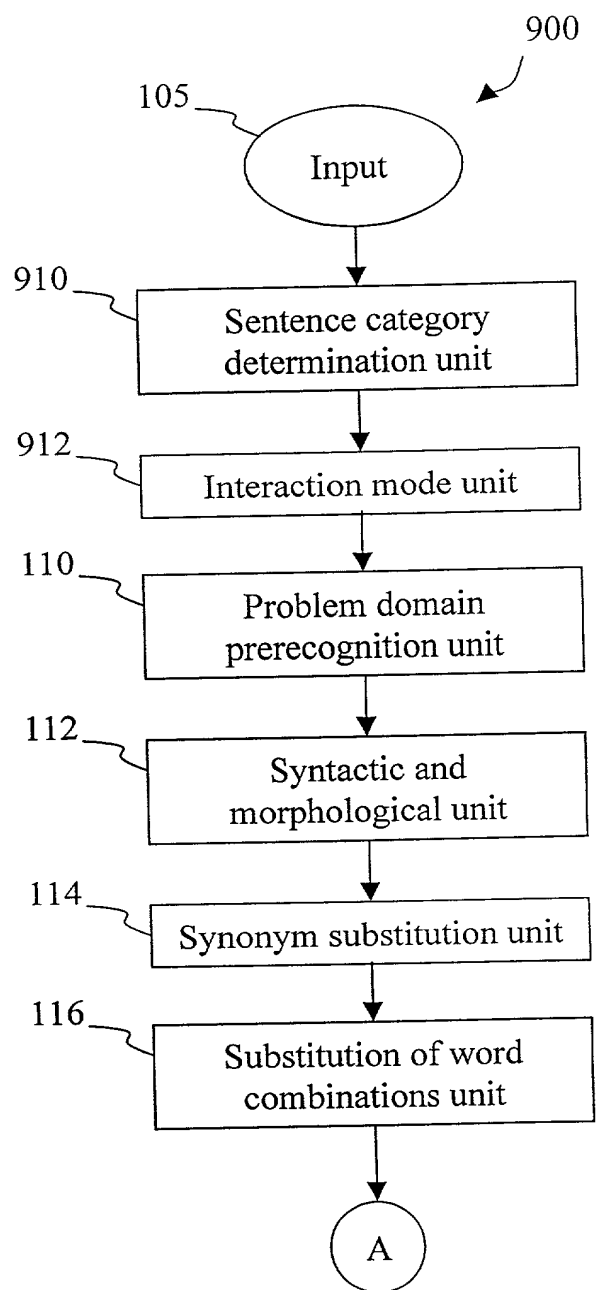 900
105
Input
910
Sentence category
determination unit
912
Interaction mode unit
110
Problem domain
prerecognition unit
112
Syntactic and
morphological unit
114
Synonym substitution unit
116
Substitution of word
combinations unit
A